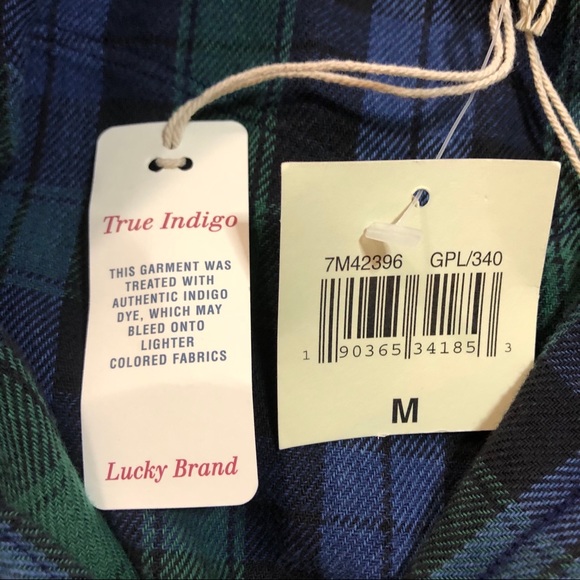 True Indigo
THIS GARMENT WAS
TREATED WITH
AUTHENTIC INDIGO
DYE, WHICH MAY
BLEED ONTO
LIGHTER
COLORED FABRICS
Lucky Brand
7M42396 GPL/340
1 90365 34185 3
M